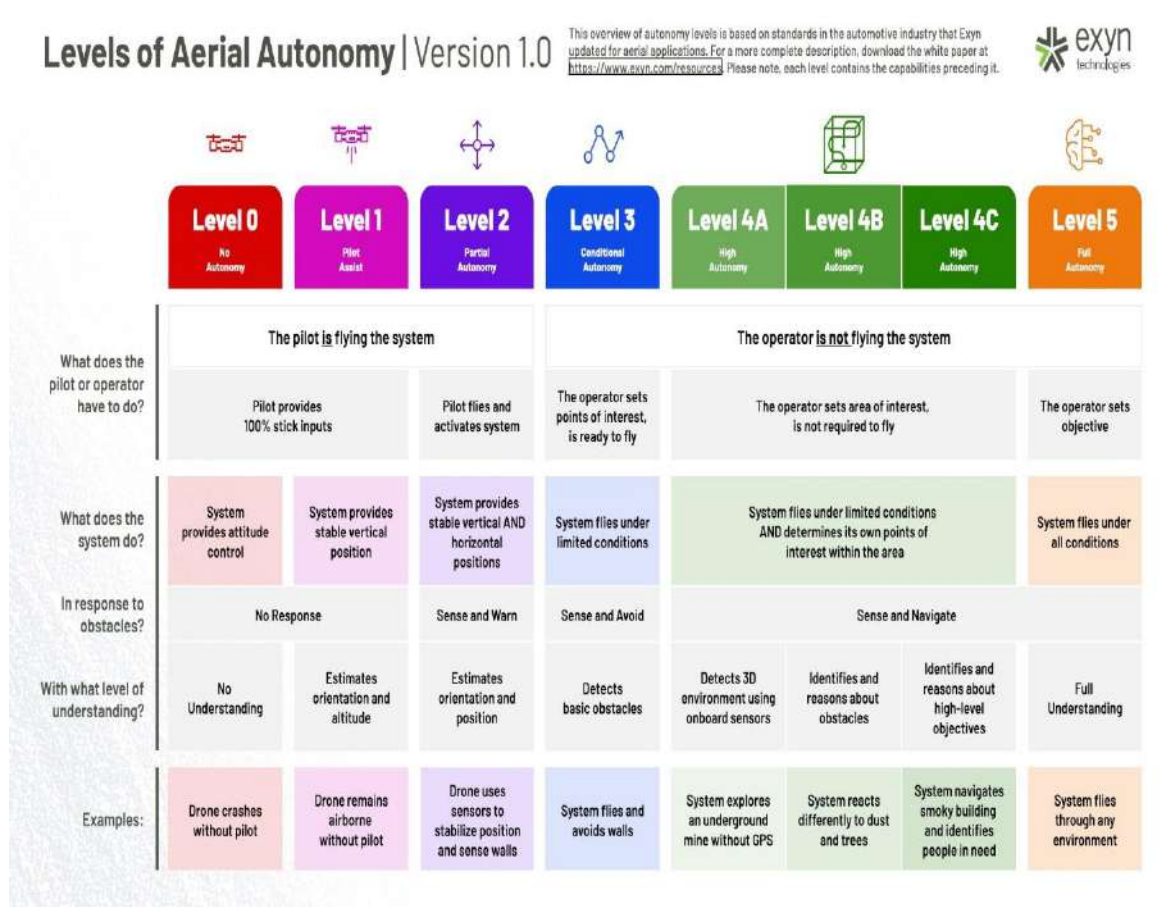 Levels of Aerial Autonomy | Version 1.0
This overview of autonomy levels is based on standards in the automotive industry that Exyn
updated for aerial applications. For a more complete description, download the white paper at
https://www.exyn.com/resources. Please note, each level contains the capabilities preceding it.
exyn
technologies
Level 0
No
Autonomy
Level 1
Pilot
Assist
Level 2
Partial
Autonomy
Level 3
Conditional
Autonomy
Level 4A
High
Autonomy
Level 4B
High
Autonomy
Level 4C
High
Autonomy
Level 5
Full
Autonomy
What does the
pilot or operator
have to do?
The pilot is flying the system
The operator is not flying the system
Pilot provides
100% stick inputs
Pilot flies and
activates system
The operator sets
points of interest,
is ready to fly
The operator sets area of interest,
is not required to fly
The operator sets
objective
What does the
system do?
System
provides attitude
control
System provides
stable vertical
position
System provides
stable vertical AND
horizontal
positions
System flies under
limited conditions
System flies under limited conditions
AND determines its own points of
interest within the area
System flies under
all conditions
In response to
obstacles?
No Response
Sense and Warn
Sense and Avoid
Sense and Navigate
With what level of
understanding?
No
Understanding
Estimates
orientation and
altitude
Estimates
orientation and
position
Detects
basic obstacles
Detects 3D
environment using
onboard sensors
Identifies and
reasons about
obstacles
Identifies and
reasons about
high-level
objectives
Full
Understanding
Examples:
Drone crashes
without pilot
Drone remains
airborne
without pilot
Drone uses
sensors to
stabilize position
and sense walls
System flies and
avoids walls
System explores
an underground
mine without GPS
System reacts
differently to dust
and trees
System navigates
smoky building
and identifies
people in need
System flies
through any
environment